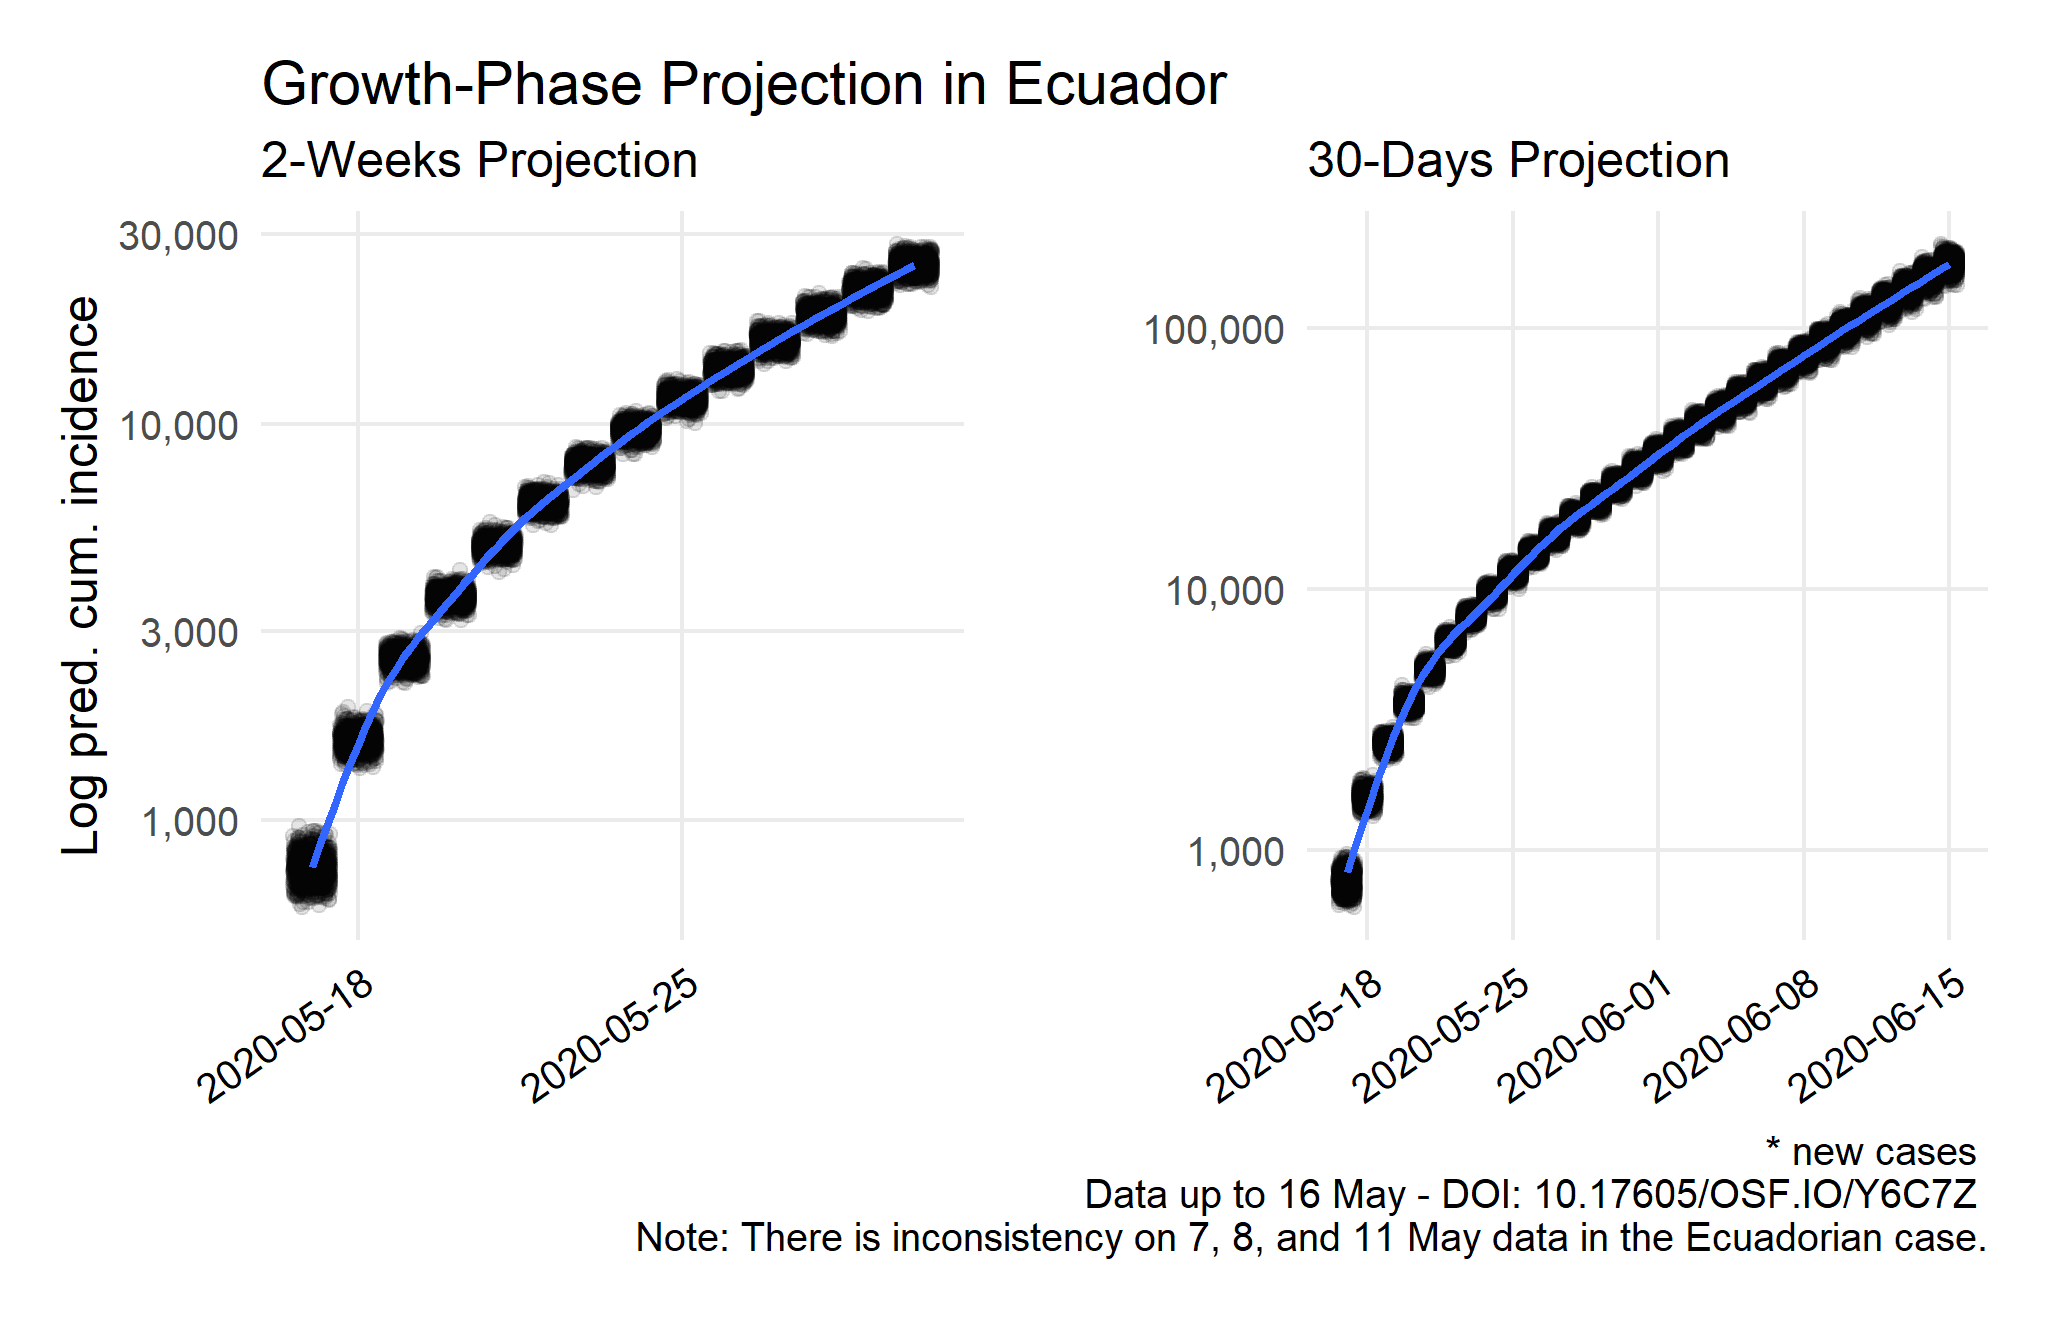 Growth-Phase Projection in Ecuador
2-Weeks Projection
Log pred. cum. incidence
30,000
10,000
3,000
1,000
2020-05-18
2020-05-25
30-Days Projection
100,000
10,000
1,000
2020-05-18
2020-05-25
2020-06-01
2020-06-08
2020-06-15
* new cases
Data up to 16 May - DOI: 10.17605/OSF.IO/Y6C7Z
Note: There is inconsistency on 7, 8, and 11 May data in the Ecuadorian case.